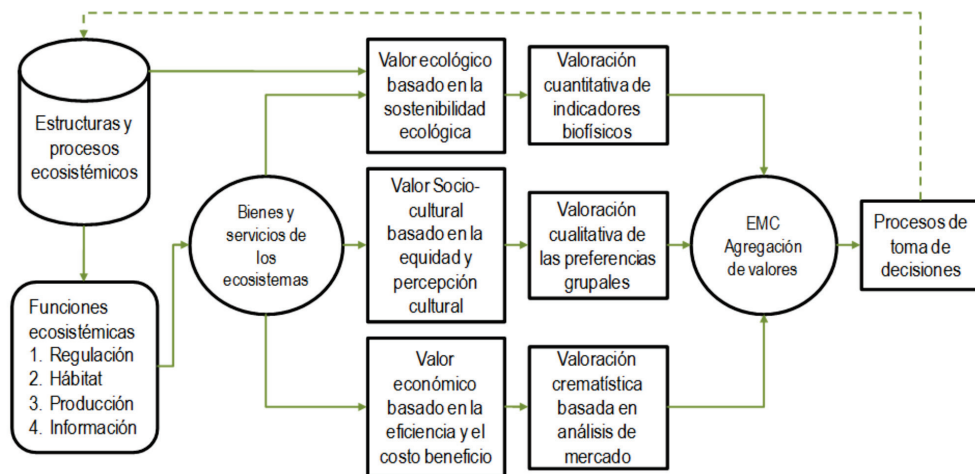 Estructuras y
procesos
ecosistémicos
Funciones
ecosistémicas
1. Regulación
2. Hábitat
3. Producción
4. Información
Bienes y
servicios de
los
ecosistemas
Valor ecológico
basado en la
sostenibilidad
ecológica
Valor Socio-
cultural
basado en la
equidad y
percepción
cultural
Valor
económico
basado en la
eficiencia y el
costo beneficio
Valoración
cuantitativa de
indicadores
biofísicos
Valoración
cualitativa de
las preferencias
grupales
Valoración
crematística
basada en
análisis de
mercado
EMC
Agregación
de valores
Procesos
de toma de
decisiones